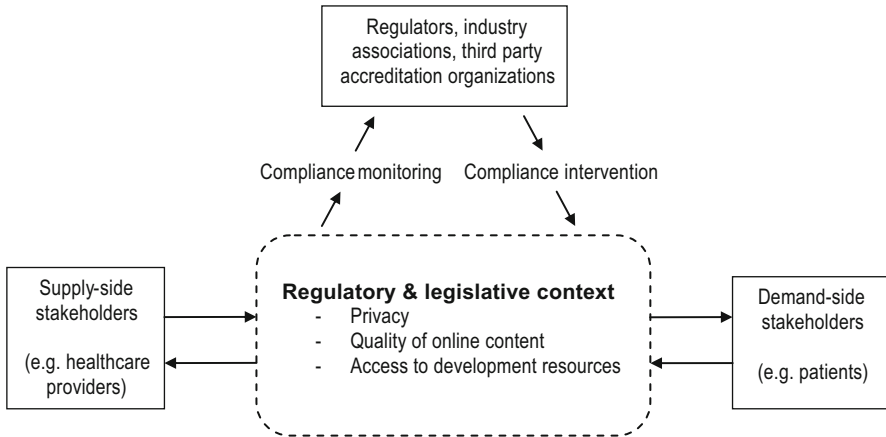 Regulators, industry
associations, third party
accreditation organizations
Compliance monitoring
Compliance intervention
Supply-side
stakeholders
(e.g. healthcare
providers)
Regulatory & legislative context
- Privacy
- Quality of online content
- Access to development resources
Demand-side
stakeholders
(e.g. patients)